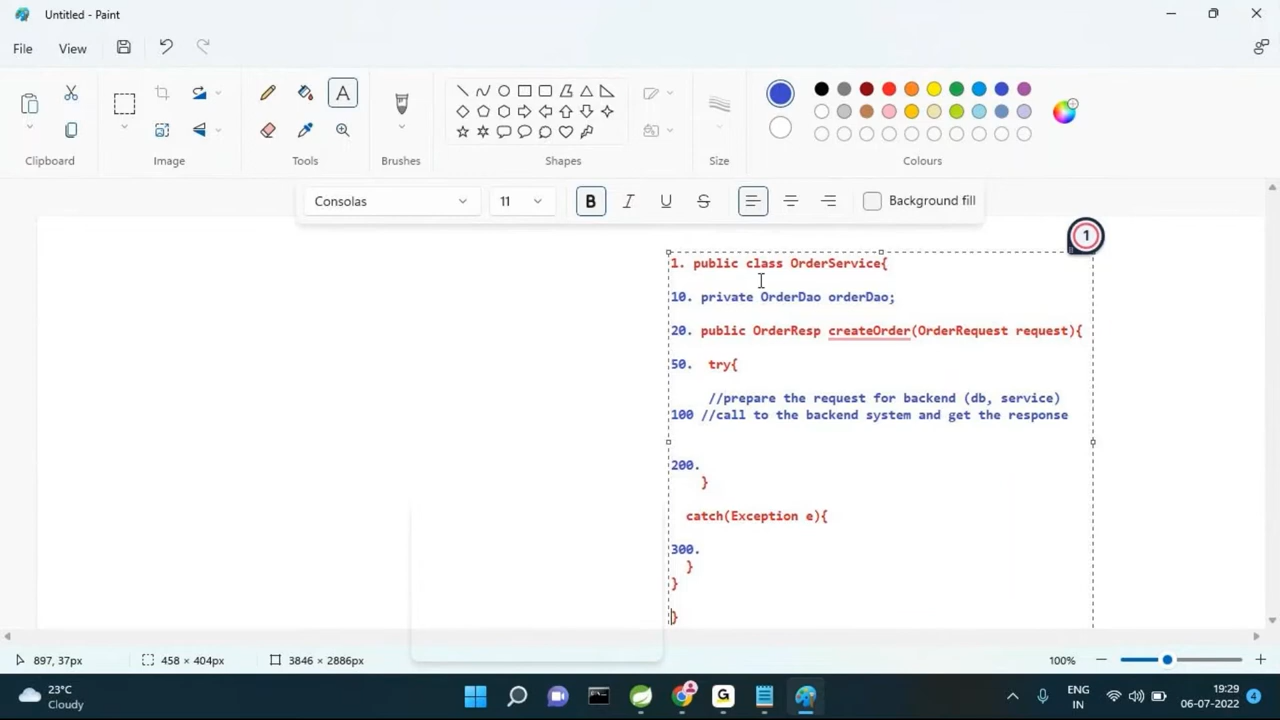 Untitled - Paint
File View
Clipboard
Image
Tools
Brushes
Shapes
Size
Colours
Consolas
11
B I U S
Background fill
1
1. public class OrderService{
10. private OrderDao orderDao;
20. public OrderResp createOrder(OrderRequest request){
50. try{
//prepare the request for backend (db, service)
100 //call to the backend system and get the response
200.
}
catch(Exception e){
300.
}
}
}
897, 37px
458 × 404px
3846 × 2886px
100%
23°C
Cloudy
ENG
IN
19:29
06-07-2022
4